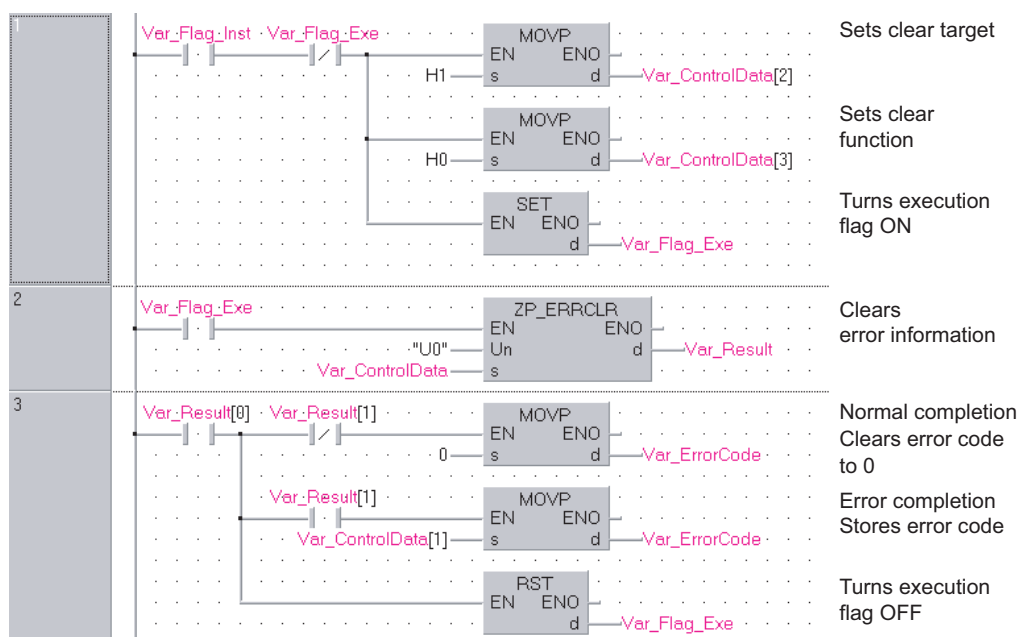 1
Var_Flag_Inst Var_Flag_Exe
MOVP
EN ENO
H1 s d Var_ControlData[2]
Sets clear target
MOVP
EN ENO
H0 s d Var_ControlData[3]
Sets clear
function
SET
EN ENO
d Var_Flag_Exe
Turns execution
flag ON
2
Var_Flag_Exe
ZP_ERRCLR
EN ENO
"U0" Un d Var_Result
Var_ControlData s
Clears
error information
3
Var_Result[0] Var_Result[1]
MOVP
EN ENO
0 s d Var_ErrorCode
Normal completion
Clears error code
to 0
Var_Result[1]
MOVP
EN ENO
Var_ControlData[1] s d Var_ErrorCode
Error completion
Stores error code
RST
EN ENO
d Var_Flag_Exe
Turns execution
flag OFF